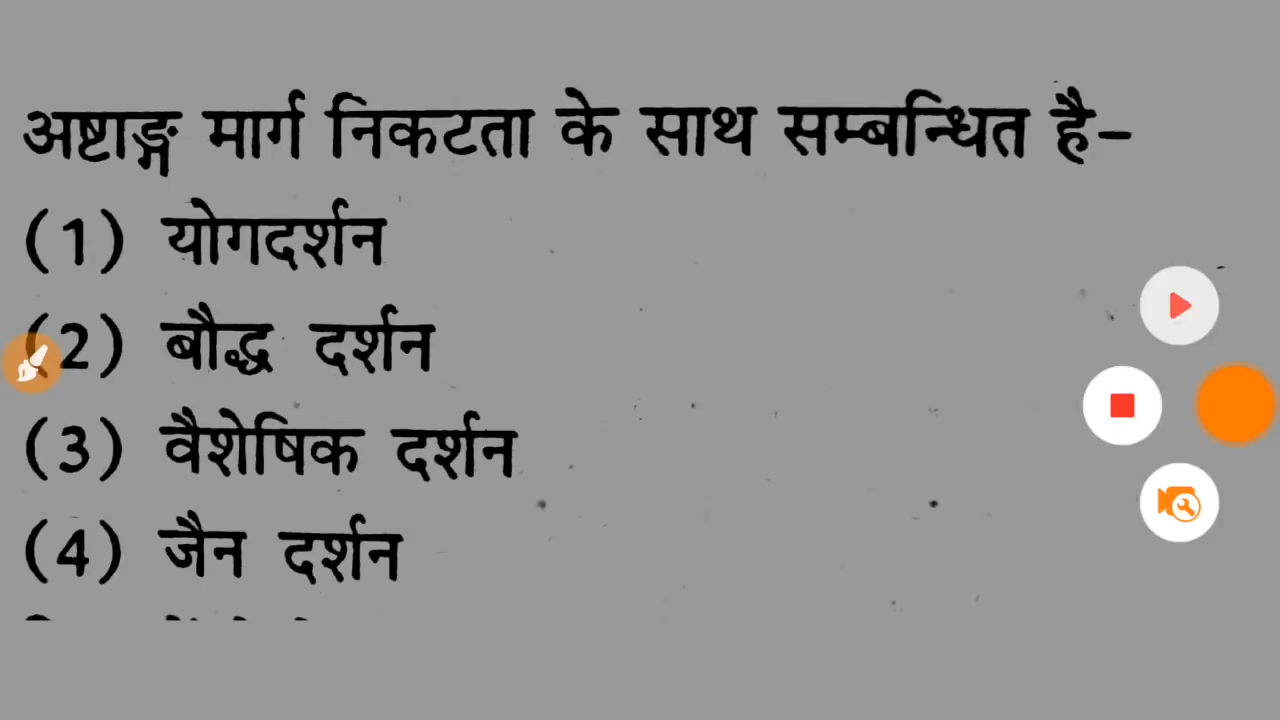 अष्टाङ्ग मार्ग निकटता के साथ सम्बन्धित है–
(1) योगदर्शन
(2) बौद्ध दर्शन
(3) वैशेषिक दर्शन
(4) जैन दर्शन